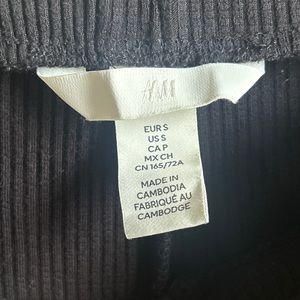 H&M
EUR S
US S
CA P
MX CH
CN 165/72A
MADE IN
CAMBODIA
FABRIQUÉ AU
CAMBODGE